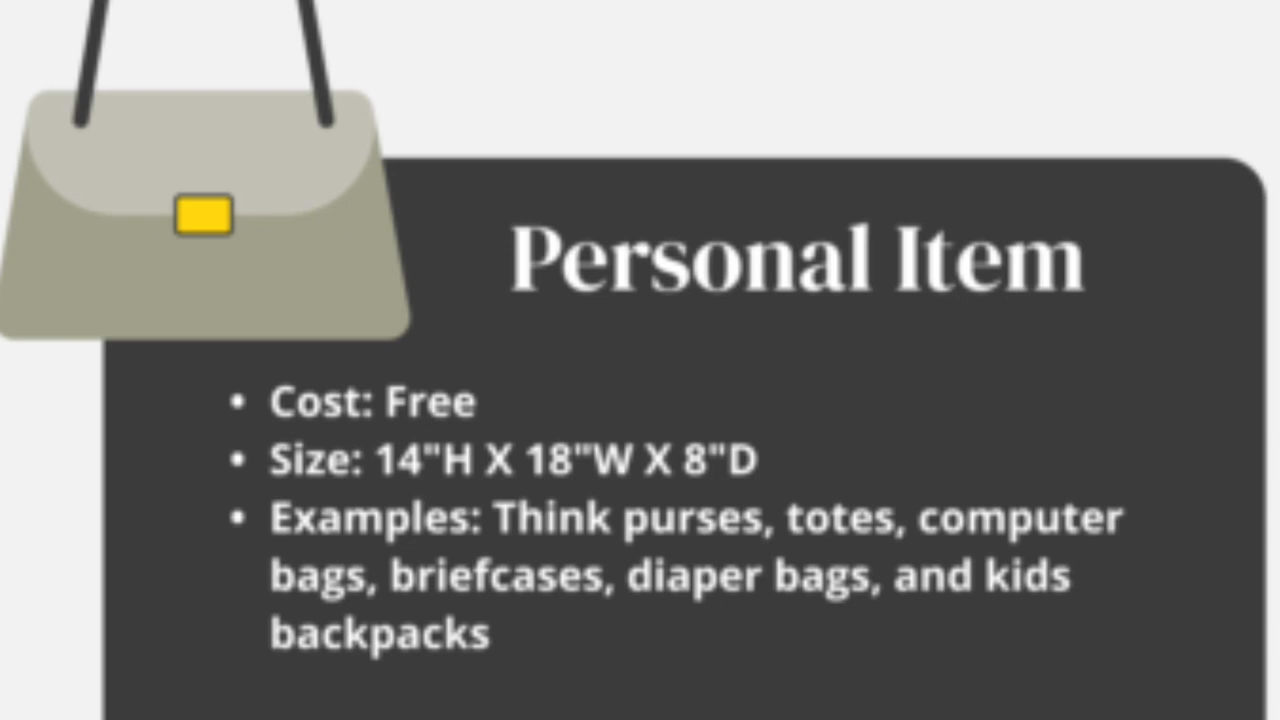 Personal Item
• Cost: Free
• Size: 14"H X 18"W X 8"D
• Examples: Think purses, totes, computer
bags, briefcases, diaper bags, and kids
backpacks